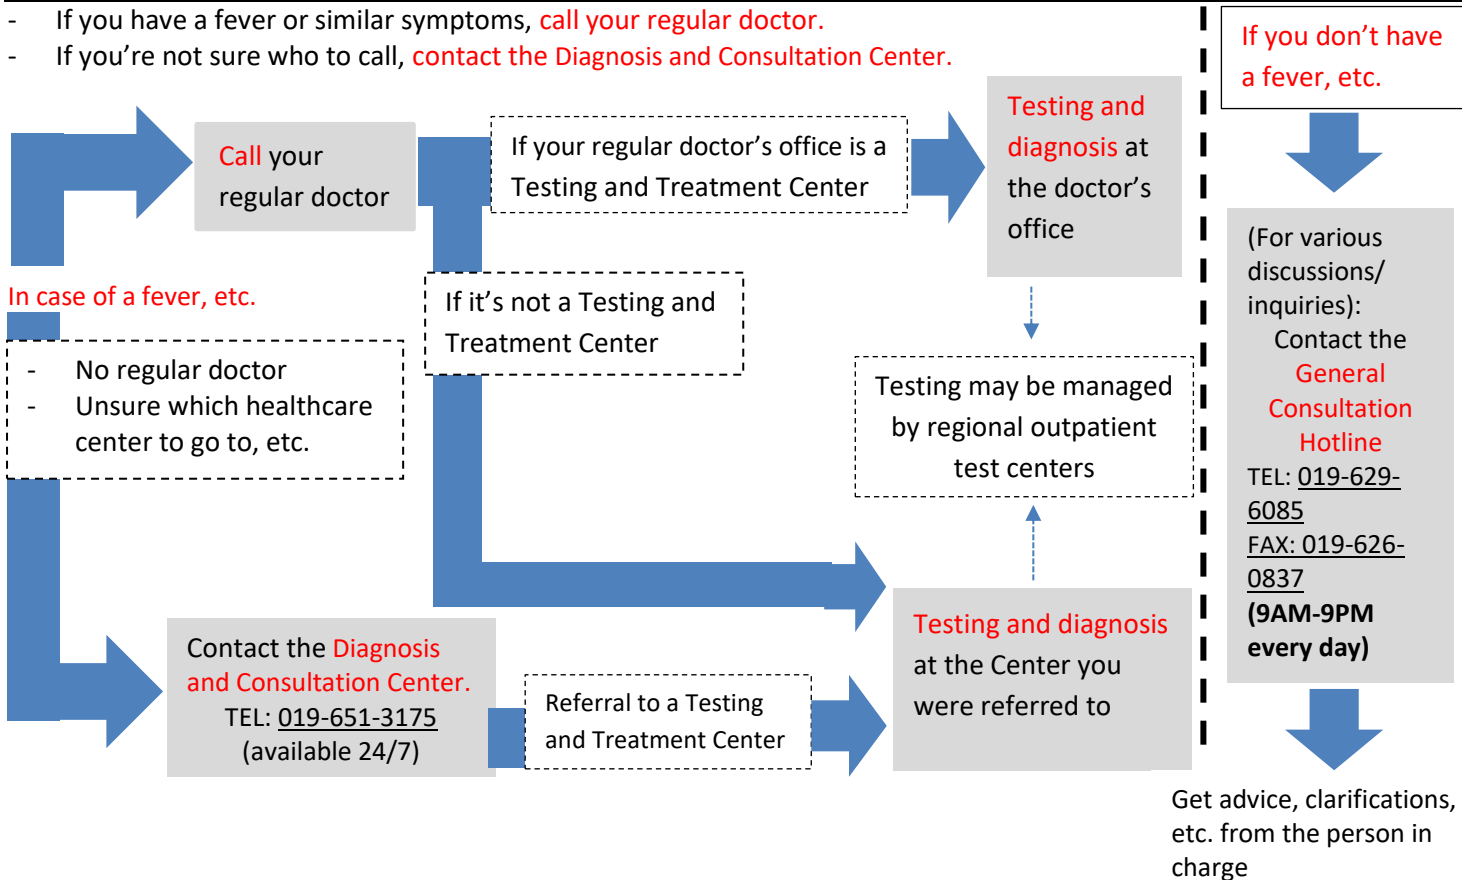 - If you have a fever or similar symptoms, call your regular doctor.
- If you’re not sure who to call, contact the Diagnosis and Consultation Center.
Call your
regular doctor
If your regular doctor’s office is a
Testing and Treatment Center
Testing and
diagnosis at
the doctor’s
office
In case of a fever, etc.
If it’s not a Testing and
Treatment Center
- No regular doctor
- Unsure which healthcare
center to go to, etc.
Testing may be managed
by regional outpatient
test centers
Contact the Diagnosis
and Consultation Center.
TEL: 019-651-3175
(available 24/7)
Referral to a Testing
and Treatment Center
Testing and diagnosis
at the Center you
were referred to
If you don’t have
a fever, etc.
(For various
discussions/
inquiries):
Contact the
General
Consultation
Hotline
TEL: 019-629-
6085
FAX: 019-626-
0837
(9AM-9PM
every day)
Get advice, clarifications,
etc. from the person in
charge